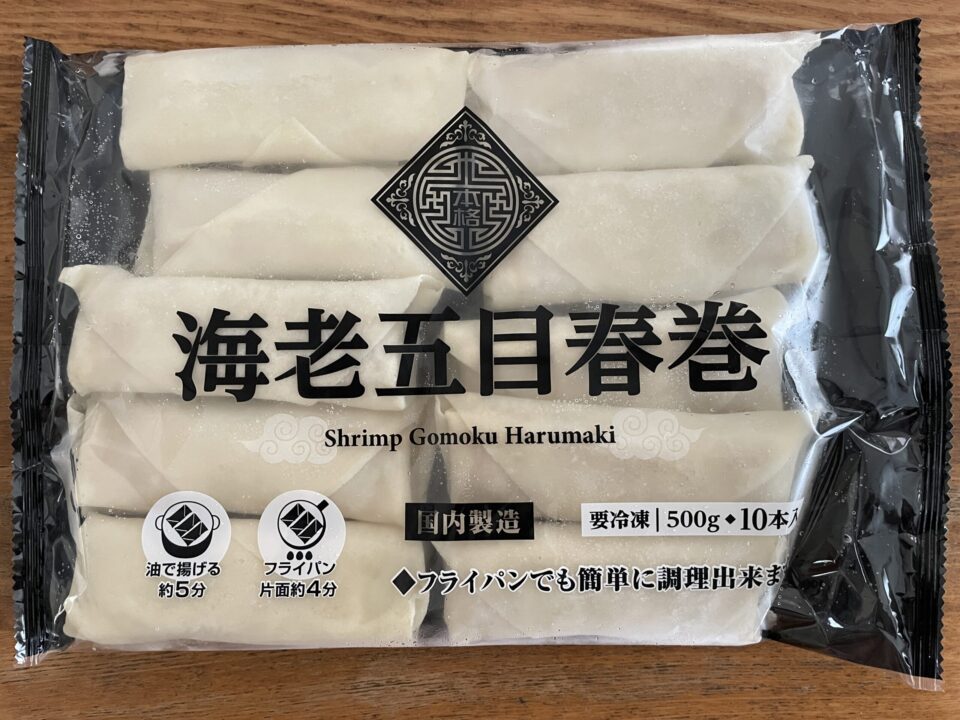 本格
海老五目春巻
Shrimp Gomoku Harumaki
国内製造
要冷凍 | 500g◆10本入
油で揚げる
約5分
フライパン
片面約4分
◆フライパンでも簡単に調理出来ま